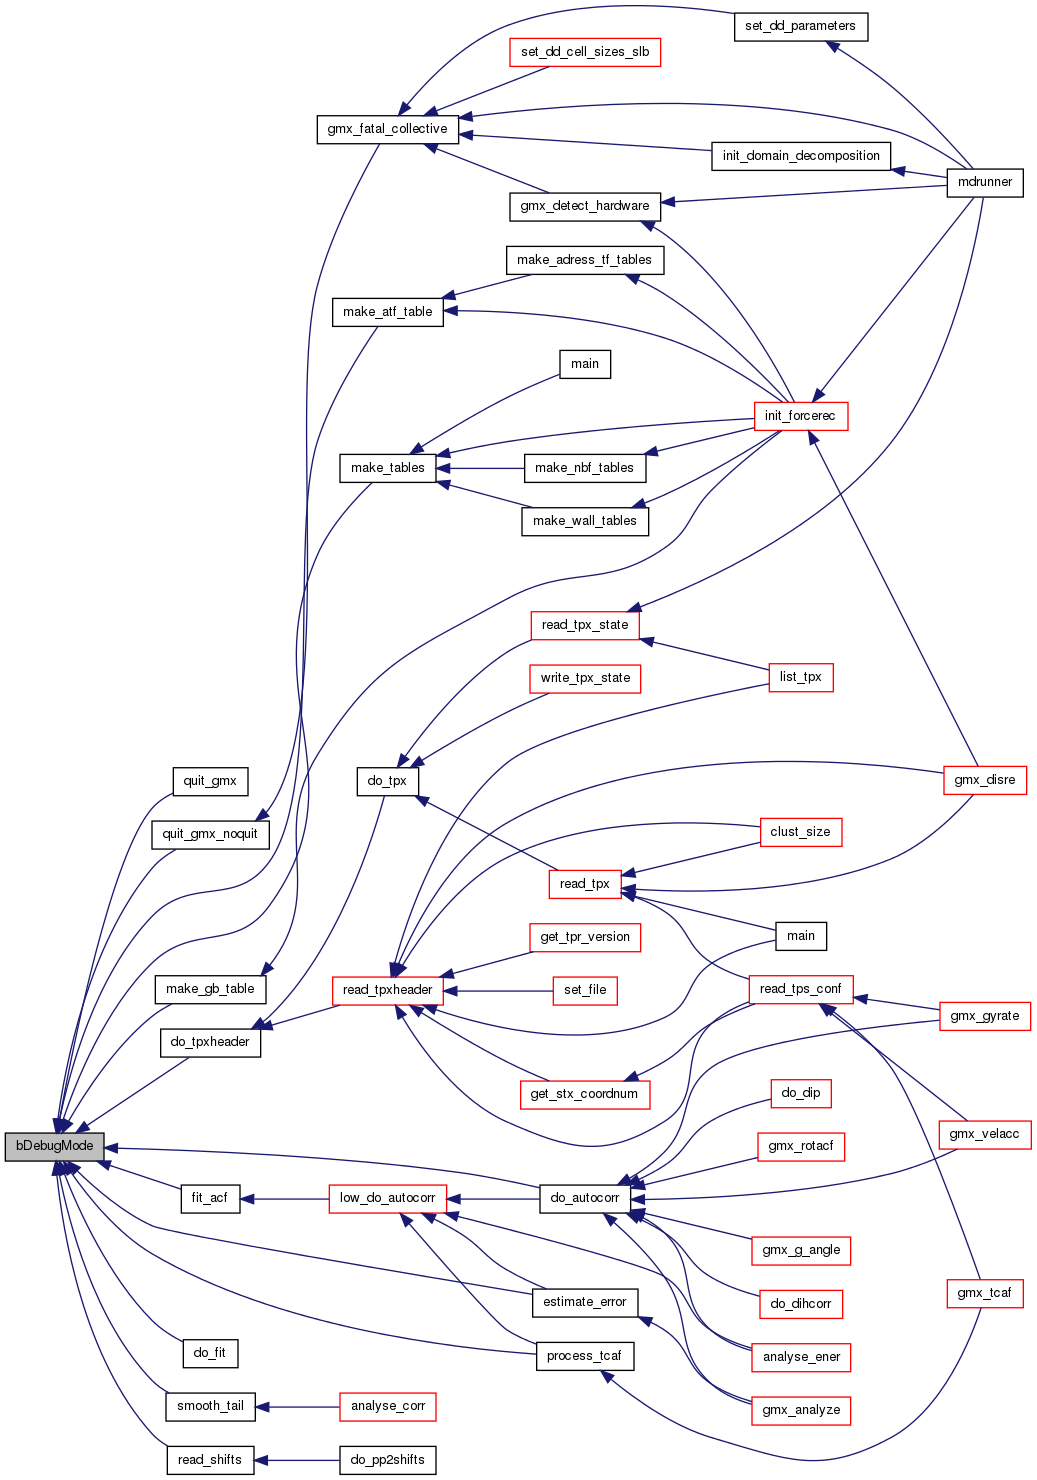 set_dd_parameters
set_dd_cell_sizes_slb
gmx_fatal_collective
init_domain_decomposition
mdrunner
gmx_detect_hardware
make_adress_tf_tables
make_atf_table
main
init_forcerec
make_tables
make_nbf_tables
make_wall_tables
read_tpx_state
write_tpx_state
list_tpx
quit_gmx
do_tpx
gmx_disre
quit_gmx_noquit
clust_size
read_tpx
get_tpr_version
main
make_gb_table
read_tpxheader
set_file
read_tps_conf
gmx_gyrate
do_tpxheader
get_stx_coordnum
do_dip
bDebugMode
gmx_rotacf
gmx_velacc
fit_acf
low_do_autocorr
do_autocorr
gmx_g_angle
estimate_error
do_dihcorr
gmx_tcaf
do_fit
process_tcaf
analyse_ener
smooth_tail
analyse_corr
gmx_analyze
read_shifts
do_pp2shifts